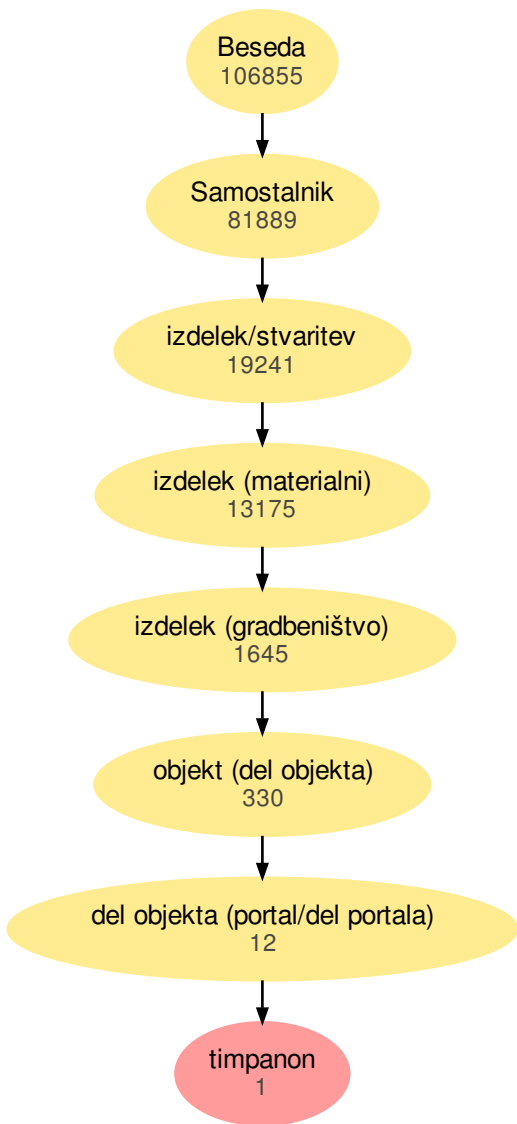 Beseda
106855
Samostalnik
81889
izdelek/stvaritev
19241
izdelek (materialni)
13175
izdelek (gradbeništvo)
1645
objekt (del objekta)
330
del objekta (portal/del portala)
12
timpanon
1